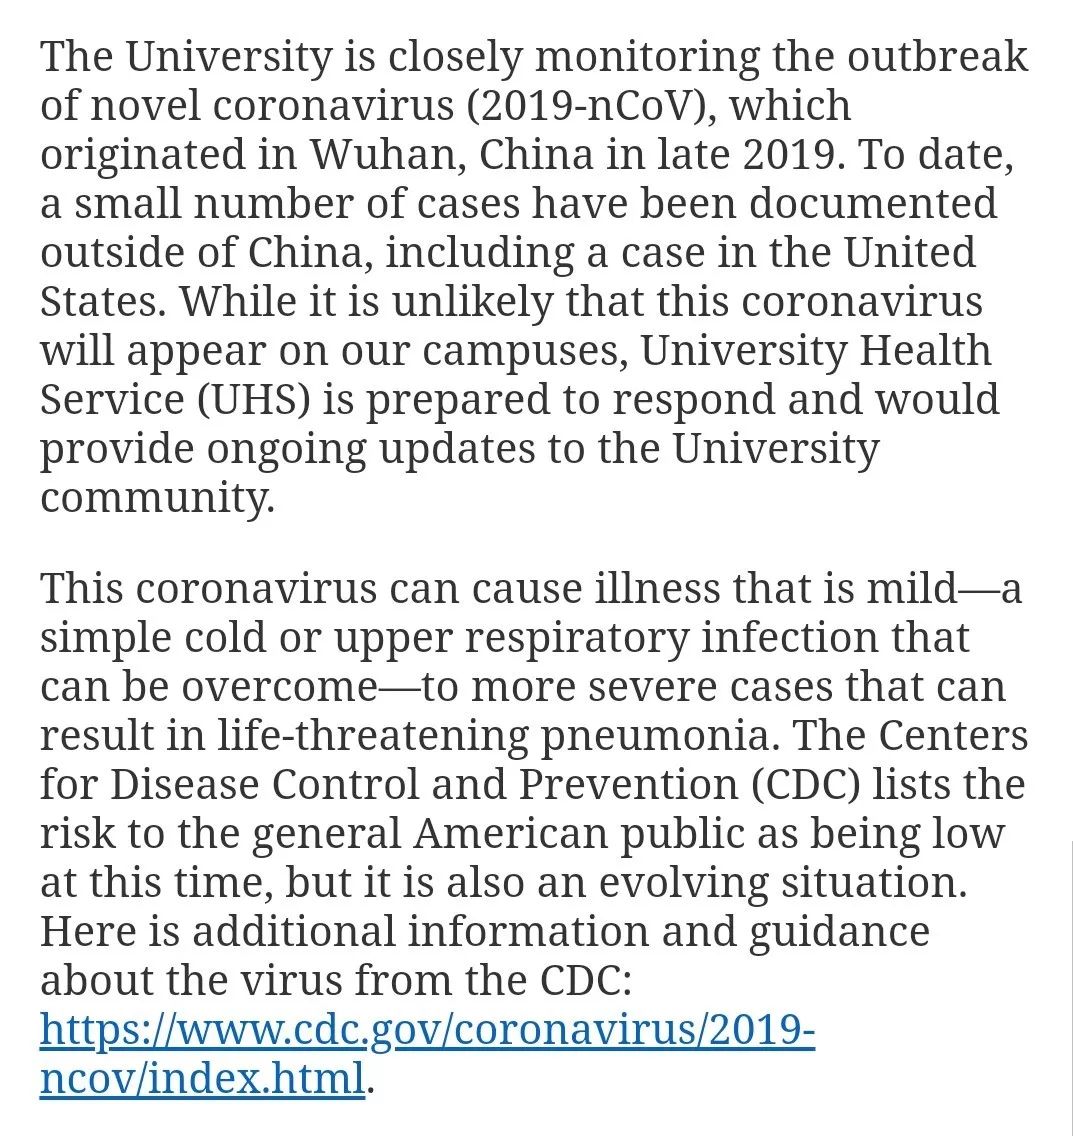 The University is closely monitoring the outbreak
of novel coronavirus (2019-nCoV), which
originated in Wuhan, China in late 2019. To date,
a small number of cases have been documented
outside of China, including a case in the United
States. While it is unlikely that this coronavirus
will appear on our campuses, University Health
Service (UHS) is prepared to respond and would
provide ongoing updates to the University
community.
This coronavirus can cause illness that is mild—a
simple cold or upper respiratory infection that
can be overcome—to more severe cases that can
result in life-threatening pneumonia. The Centers
for Disease Control and Prevention (CDC) lists the
risk to the general American public as being low
at this time, but it is also an evolving situation.
Here is additional information and guidance
about the virus from the CDC:
https://www.cdc.gov/coronavirus/2019-
ncov/index.html.